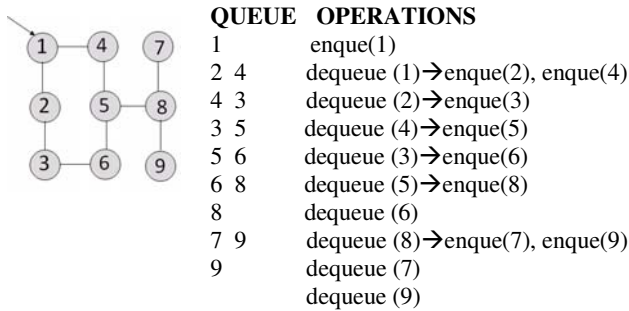 QUEUE OPERATIONS
1 enque(1)
2 4 dequeue (1)→enque(2), enque(4)
4 3 dequeue (2)→enque(3)
3 5 dequeue (4)→enque(5)
5 6 dequeue (3)→enque(6)
6 8 dequeue (5)→enque(8)
8 dequeue (6)
7 9 dequeue (8)→enque(7), enque(9)
9 dequeue (7)
dequeue (9)
1 4 7
2 5 8
3 6 9